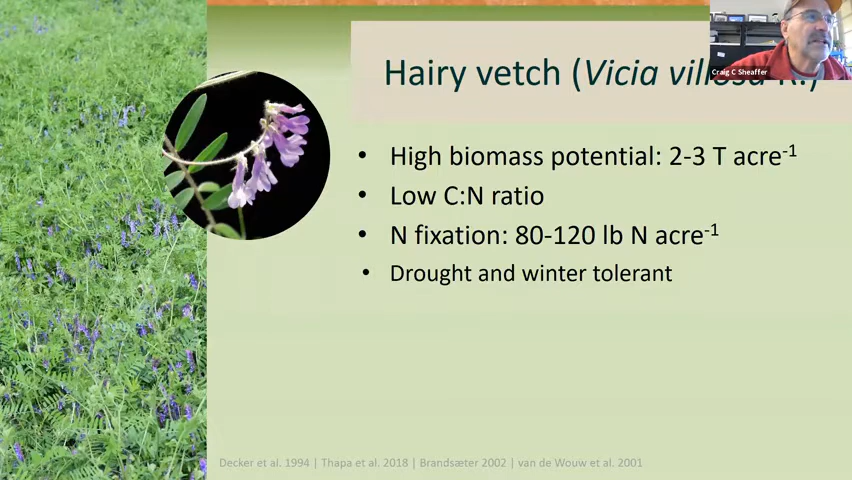 Hairy vetch (Vicia villosa R.)
Craig C Sheaffer
• High biomass potential: 2-3 T acre⁻¹
• Low C:N ratio
• N fixation: 80-120 lb N acre⁻¹
• Drought and winter tolerant
Decker et al. 1994 | Thapa et al. 2018 | Brandsæter 2002 | van de Wouw et al. 2001